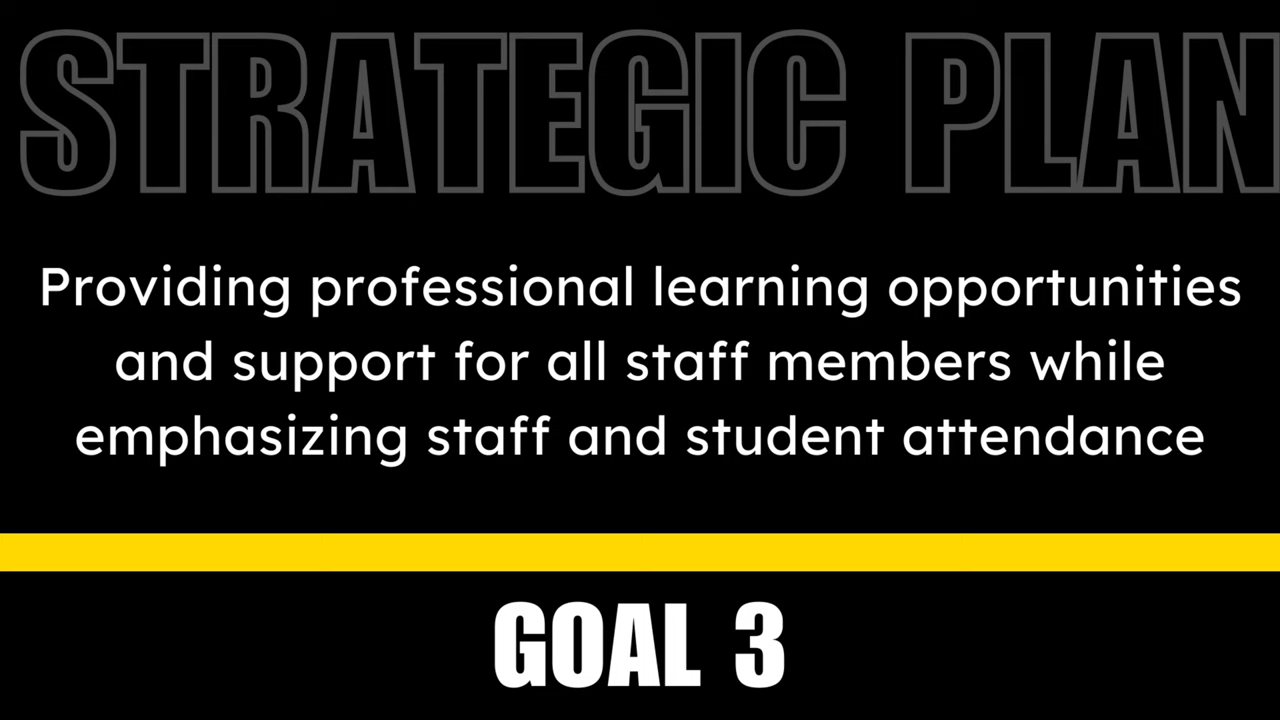 STRATEGIC PLAN
Providing professional learning opportunities
and support for all staff members while
emphasizing staff and student attendance
GOAL 3